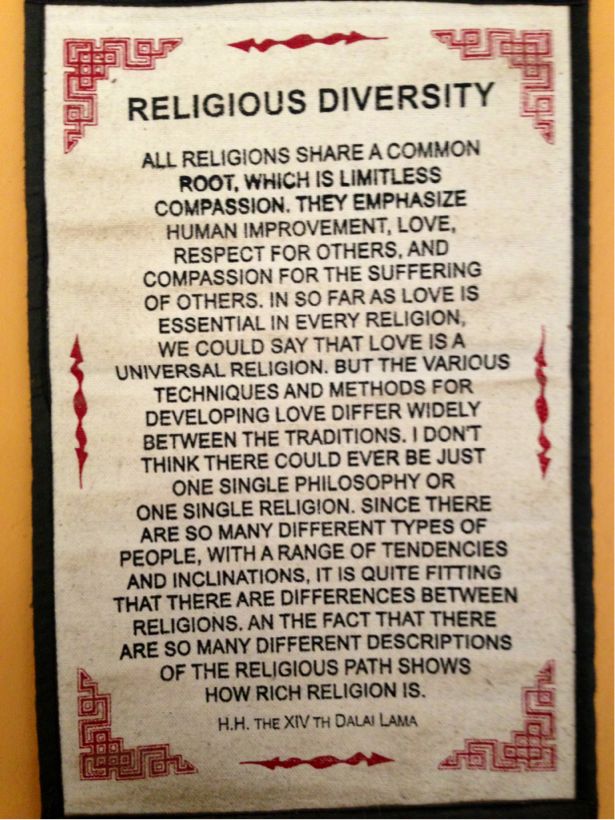 RELIGIOUS DIVERSITY
ALL RELIGIONS SHARE A COMMON
ROOT, WHICH IS LIMITLESS
COMPASSION. THEY EMPHASIZE
HUMAN IMPROVEMENT, LOVE,
RESPECT FOR OTHERS, AND
COMPASSION FOR THE SUFFERING
OF OTHERS. IN SO FAR AS LOVE IS
ESSENTIAL IN EVERY RELIGION,
WE COULD SAY THAT LOVE IS A
UNIVERSAL RELIGION. BUT THE VARIOUS
TECHNIQUES AND METHODS FOR
DEVELOPING LOVE DIFFER WIDELY
BETWEEN THE TRADITIONS. I DON'T
THINK THERE COULD EVER BE JUST
ONE SINGLE PHILOSOPHY OR
ONE SINGLE RELIGION. SINCE THERE
ARE SO MANY DIFFERENT TYPES OF
PEOPLE, WITH A RANGE OF TENDENCIES
AND INCLINATIONS, IT IS QUITE FITTING
THAT THERE ARE DIFFERENCES BETWEEN
RELIGIONS. AN THE FACT THAT THERE
ARE SO MANY DIFFERENT DESCRIPTIONS
OF THE RELIGIOUS PATH SHOWS
HOW RICH RELIGION IS.
H.H. THE XIV TH DALAI LAMA